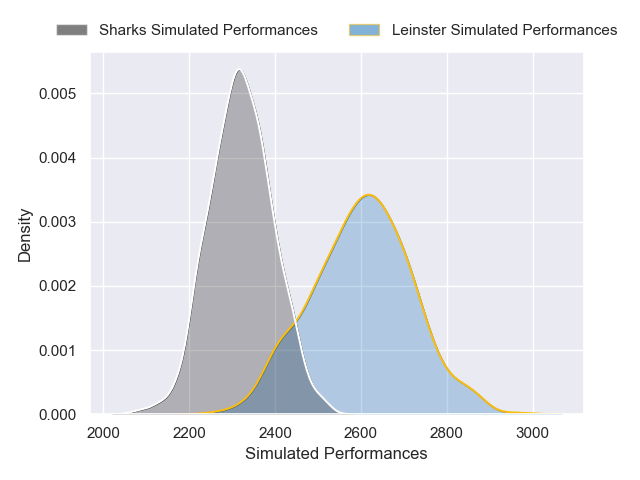 Sharks Simulated Performances
Leinster Simulated Performances
0.005
0.004
0.003
0.002
0.001
0.000
Density
2000 2200 2400 2600 2800 3000
Simulated Performances